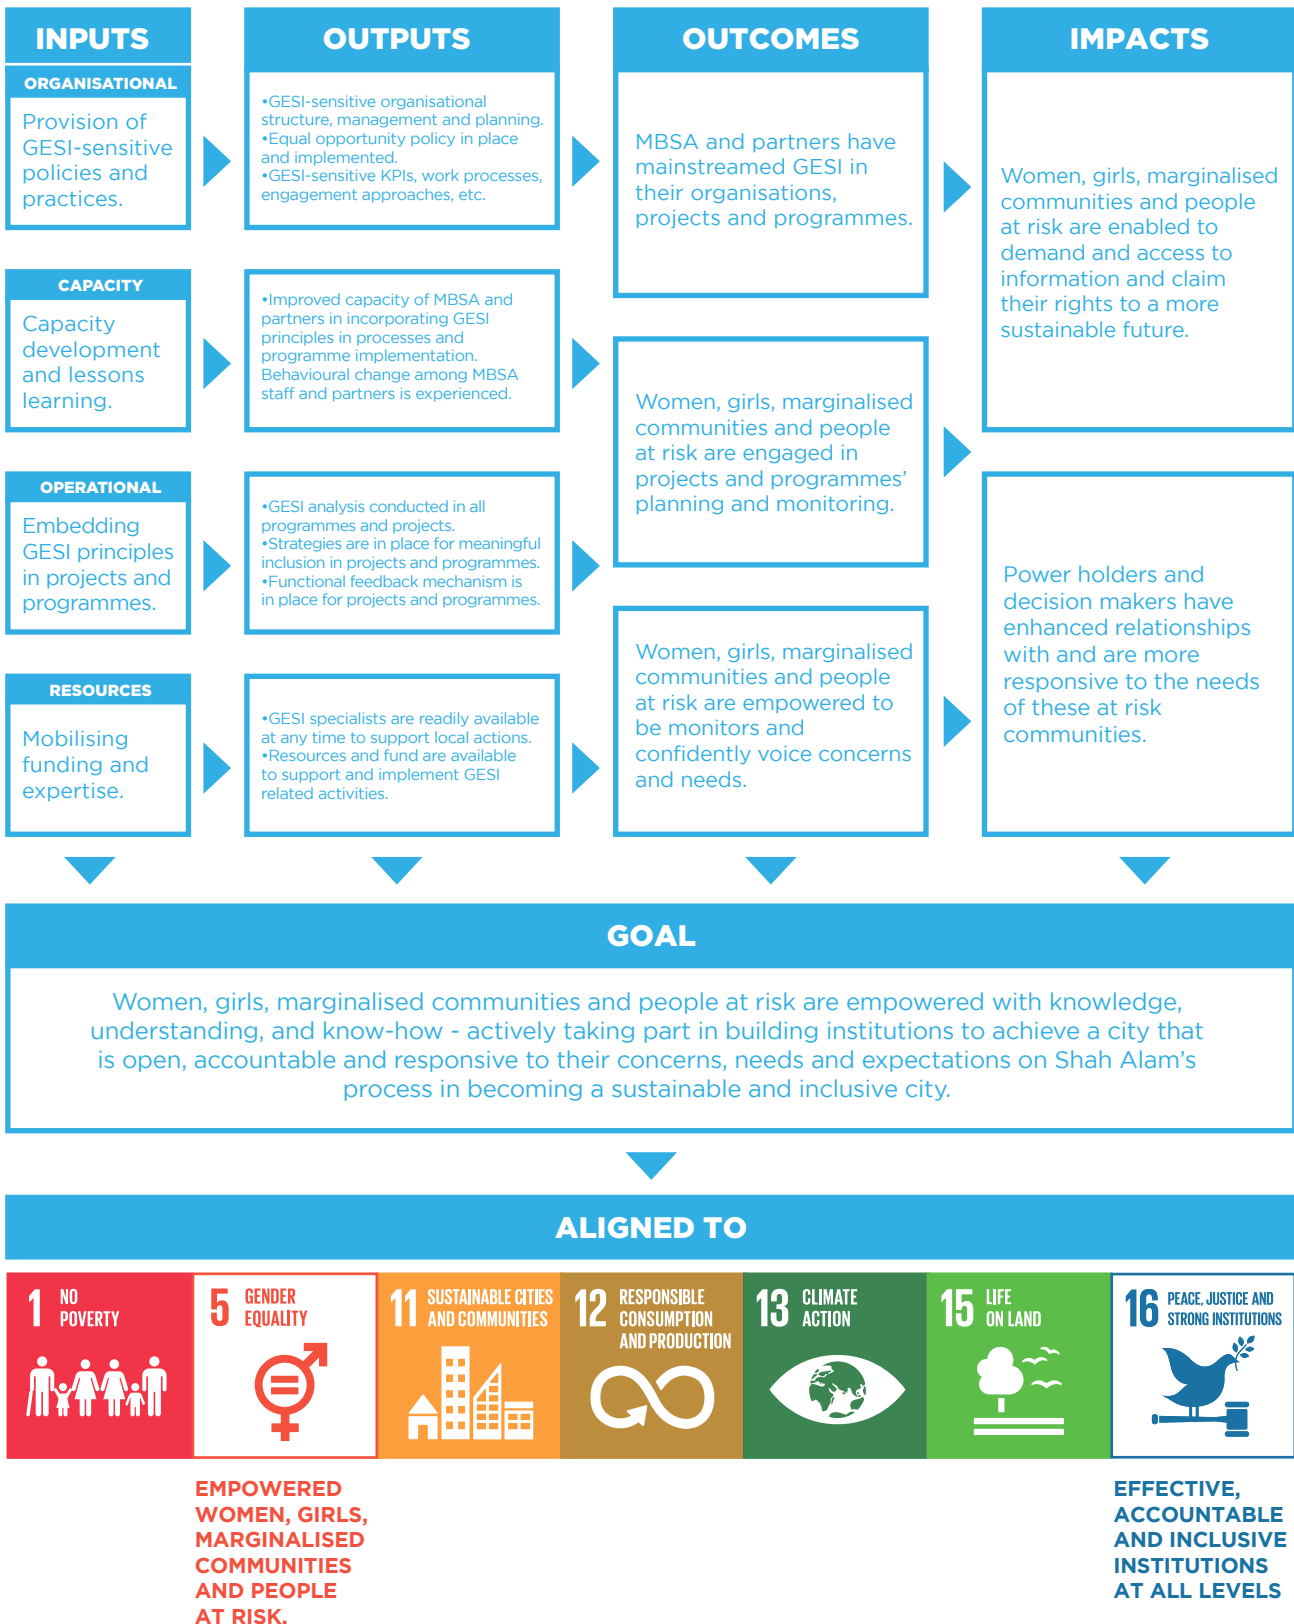 INPUTS
ORGANISATIONAL
Provision of
GESI-sensitive
policies and
practices.
CAPACITY
Capacity
development
and lessons
learning.
OPERATIONAL
Embedding
GESI principles
in projects and
programmes.
RESOURCES
Mobilising
funding and
expertise.
OUTPUTS
•GESI-sensitive organisational
structure, management and planning.
•Equal opportunity policy in place
and implemented.
•GESI-sensitive KPIs, work processes,
engagement approaches, etc.
•Improved capacity of MBSA and
partners in incorporating GESI
principles in processes and
programme implementation.
Behavioural change among MBSA
staff and partners is experienced.
•GESI analysis conducted in all
programmes and projects.
•Strategies are in place for meaningful
inclusion in projects and programmes.
•Functional feedback mechanism is
in place for projects and programmes.
•GESI specialists are readily available
at any time to support local actions.
•Resources and fund are available
to support and implement GESI
related activities.
OUTCOMES
MBSA and partners have
mainstreamed GESI in
their organisations,
projects and programmes.
Women, girls, marginalised
communities and people
at risk are engaged in
projects and programmes’
planning and monitoring.
Women, girls, marginalised
communities and people
at risk are empowered to
be monitors and
confidently voice concerns
and needs.
IMPACTS
Women, girls, marginalised
communities and people
at risk are enabled to
demand and access to
information and claim
their rights to a more
sustainable future.
Power holders and
decision makers have
enhanced relationships
with and are more
responsive to the needs
of these at risk
communities.
GOAL
Women, girls, marginalised communities and people at risk are empowered with knowledge,
understanding, and know-how - actively taking part in building institutions to achieve a city that
is open, accountable and responsive to their concerns, needs and expectations on Shah Alam’s
process in becoming a sustainable and inclusive city.
ALIGNED TO
1 NO
POVERTY
5 GENDER
EQUALITY
11 SUSTAINABLE CITIES
AND COMMUNITIES
12 RESPONSIBLE
CONSUMPTION
AND PRODUCTION
13 CLIMATE
ACTION
15 LIFE
ON LAND
16 PEACE, JUSTICE AND
STRONG INSTITUTIONS
EMPOWERED
WOMEN, GIRLS,
MARGINALISED
COMMUNITIES
AND PEOPLE
AT RISK.
EFFECTIVE,
ACCOUNTABLE
AND INCLUSIVE
INSTITUTIONS
AT ALL LEVELS